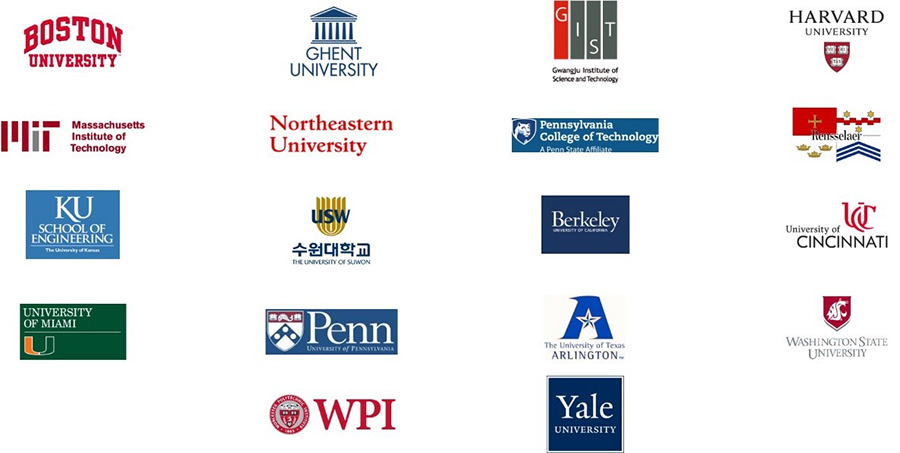 BOSTON
UNIVERSITY
GHENT
UNIVERSITY
GIST
Gwangju Institute of
Science and Technology
HARVARD
UNIVERSITY
MIT
Massachusetts
Institute of
Technology
Northeastern
University
Pennsylvania
College of Technology
A Penn State Affiliate
Rensselaer
KU
SCHOOL OF
ENGINEERING
The University of Kansas
USW
수원대학교
THE UNIVERSITY OF SUWON
Berkeley
UNIVERSITY OF CALIFORNIA
UC
University of
CINCINNATI
UNIVERSITY
OF MIAMI
U
Penn
UNIVERSITY of PENNSYLVANIA
A
The University of Texas
ARLINGTON
WASHINGTON STATE
UNIVERSITY
WPI
Yale
UNIVERSITY